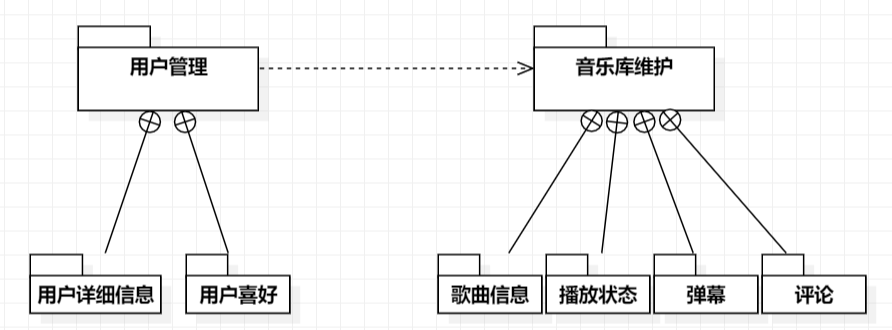 用户管理
音乐库维护
用户详细信息
用户喜好
歌曲信息
播放状态
弹幕
评论